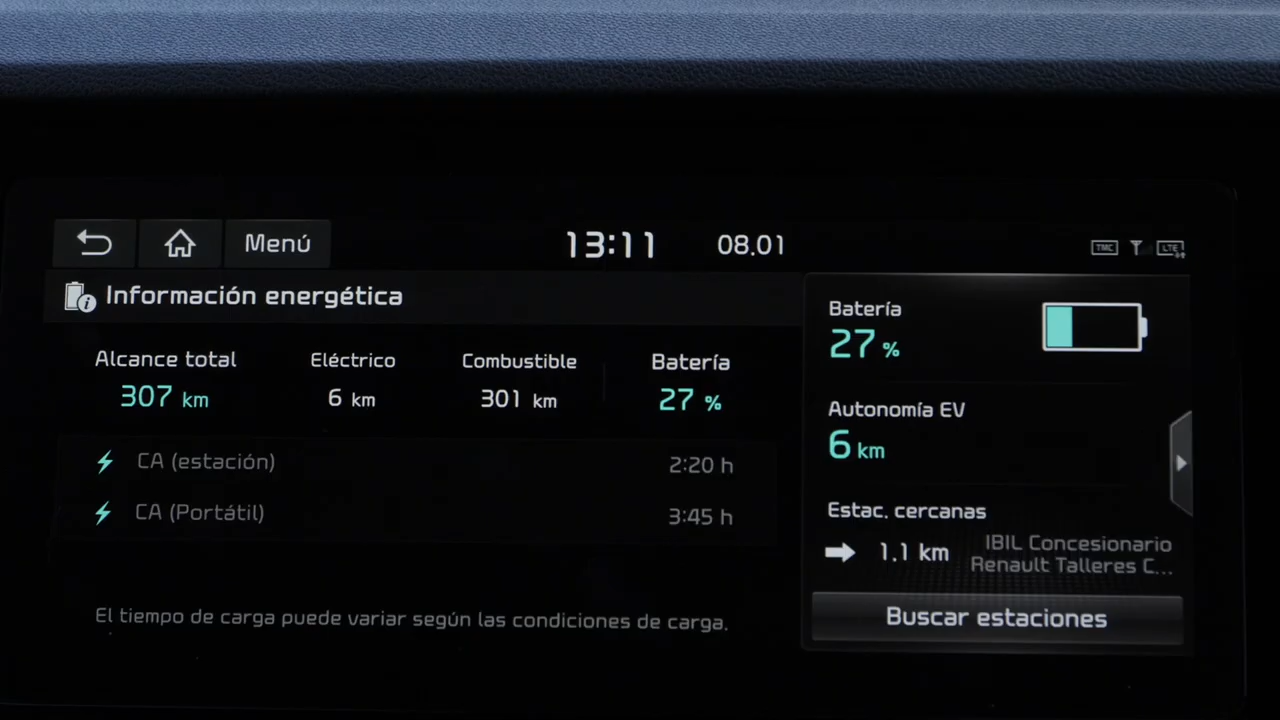 Menú 13:11 08.01 TMC LTE
Información energética
Alcance total Eléctrico Combustible Batería
307 km 6 km 301 km 27 %
CA (estación) 2:20 h
CA (Portátil) 3:45 h
El tiempo de carga puede variar según las condiciones de carga.
Batería
27 %
Autonomía EV
6 km
Estac. cercanas
1.1 km IBIL Concesionario
Renault Talleres C...
Buscar estaciones